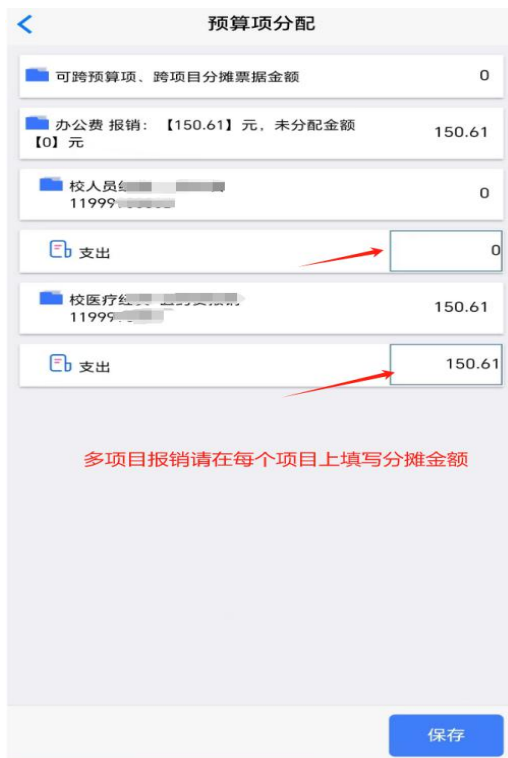 预算项分配
可跨预算项、跨项目分摊票据金额 0
办公费 报销：【150.61】元，未分配金额 150.61
【0】元
校人员 0
11999
支出 0
校医疗 150.61
11999
支出 150.61
多项目报销请在每个项目上填写分摊金额
保存